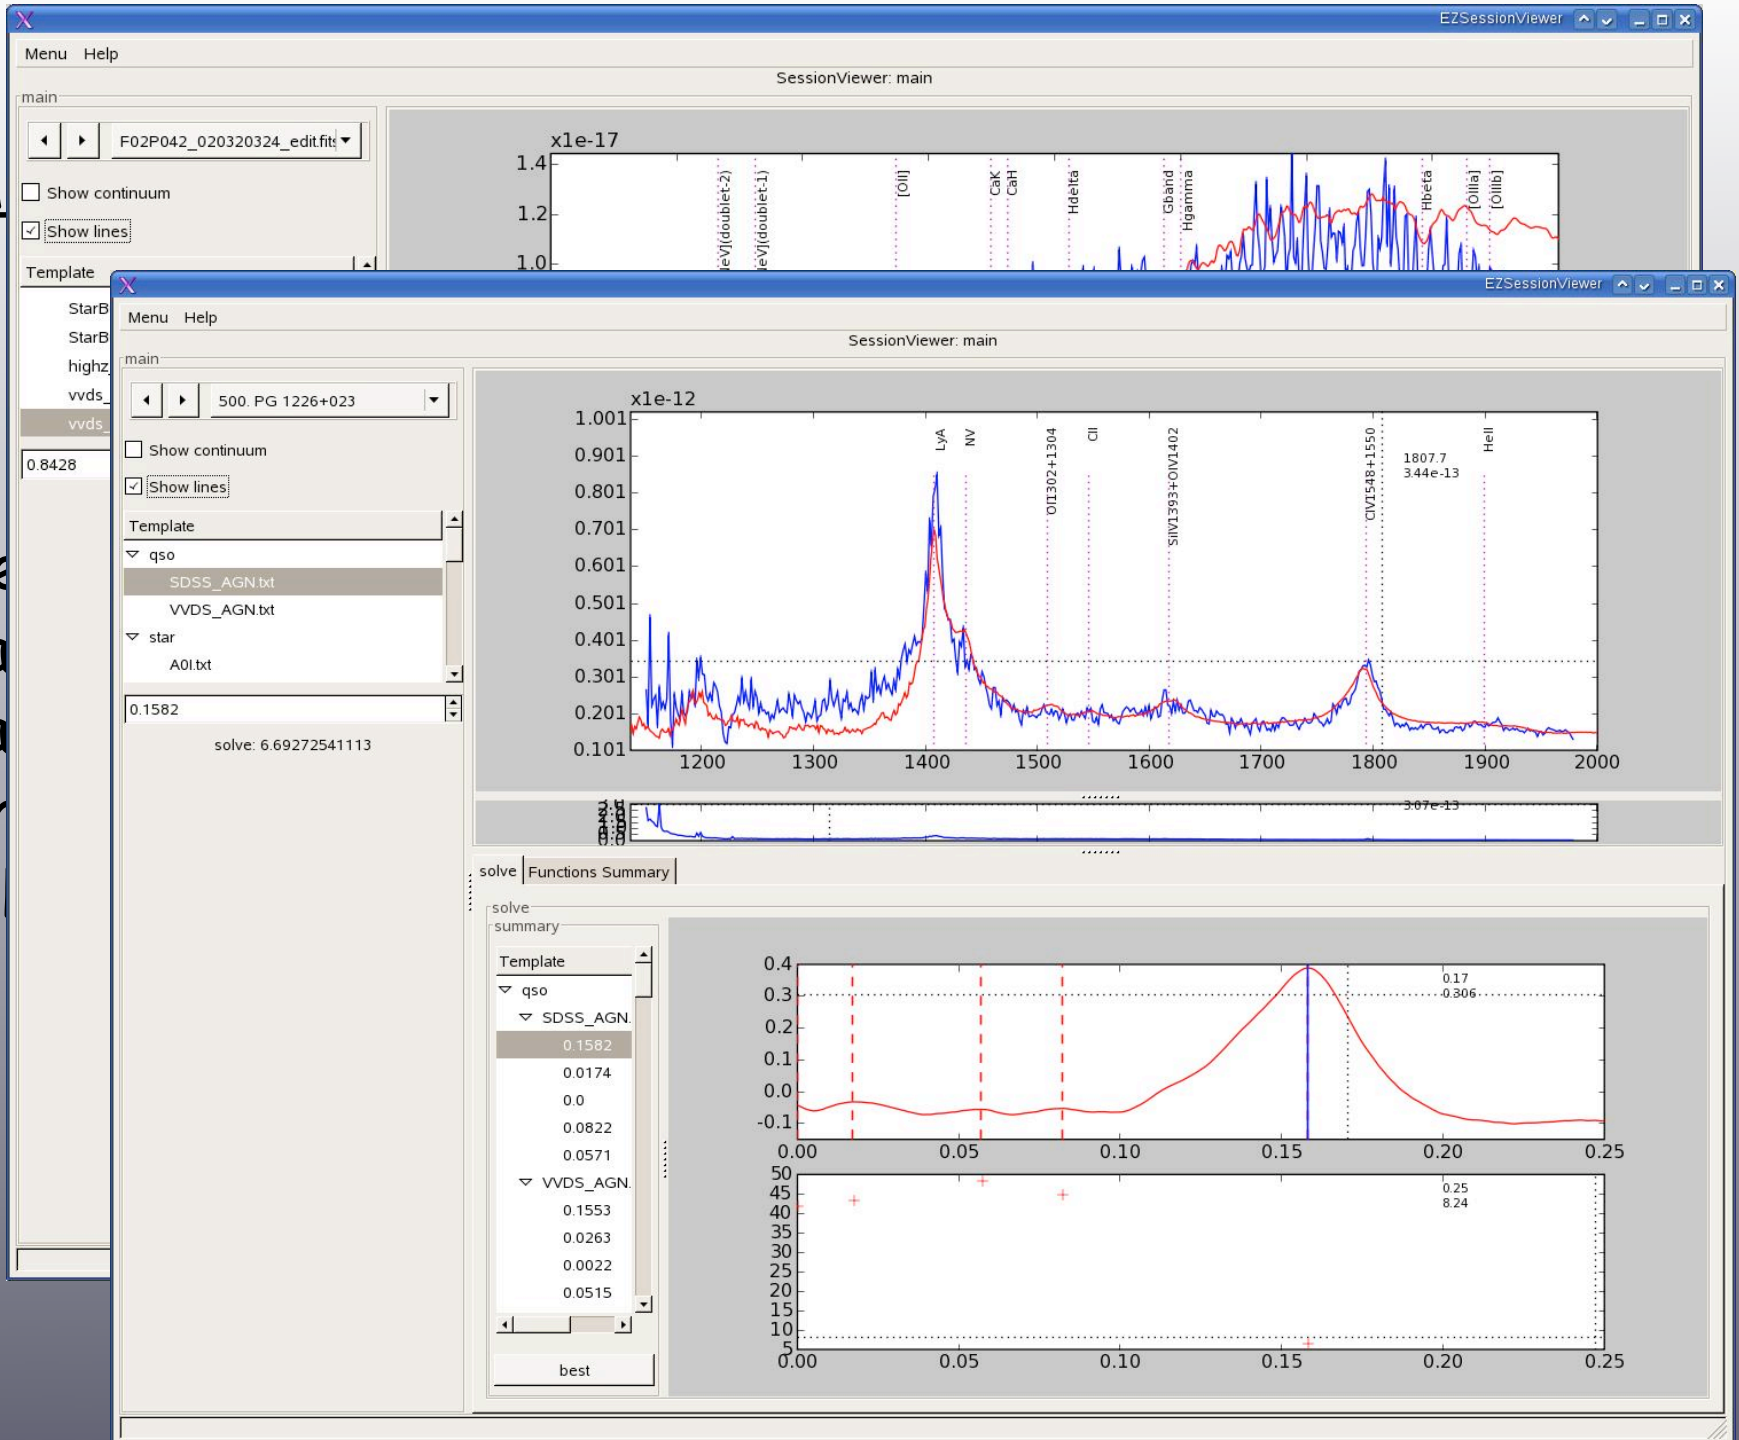 EZSessionViewer
Menu Help
SessionViewer: main
main
F02P042_020320324_edit.fits
Show continuum
Show lines
Template
StarB
StarB
highz
vvds_
vvds_
0.8428
x1e-17
1.4
1.2
1.0
[OII]
CaK
CaH
Hdelta
Gband
Hgamma
Hbeta
[OIIIa]
[OIIIb]
EZSessionViewer
Menu Help
SessionViewer: main
main
500. PG 1226+023
Show continuum
Show lines
Template
qso
SDSS_AGN.txt
VVDS_AGN.txt
star
A0I.txt
0.1582
solve: 6.69272541113
x1e-12
1.001
0.901
0.801
0.701
0.601
0.501
0.401
0.301
0.201
0.101
LyA
NV
OI1302+1304
CII
SiIV1393+OIV1402
CIV1548+1550
1807.7
3.44e-13
HeII
1200 1300 1400 1500 1600 1700 1800 1900 2000
3.07e-13
0.0
solve
Functions Summary
solve
summary
Template
qso
SDSS_AGN.
0.1582
0.0174
0.0
0.0822
0.0571
VVDS_AGN.
0.1553
0.0263
0.0022
0.0515
best
0.4
0.3
0.2
0.1
0.0
-0.1
0.17
0.306
0.00 0.05 0.10 0.15 0.20 0.25
50
45
40
35
30
25
20
15
10
5
0.25
8.24
0.00 0.05 0.10 0.15 0.20 0.25